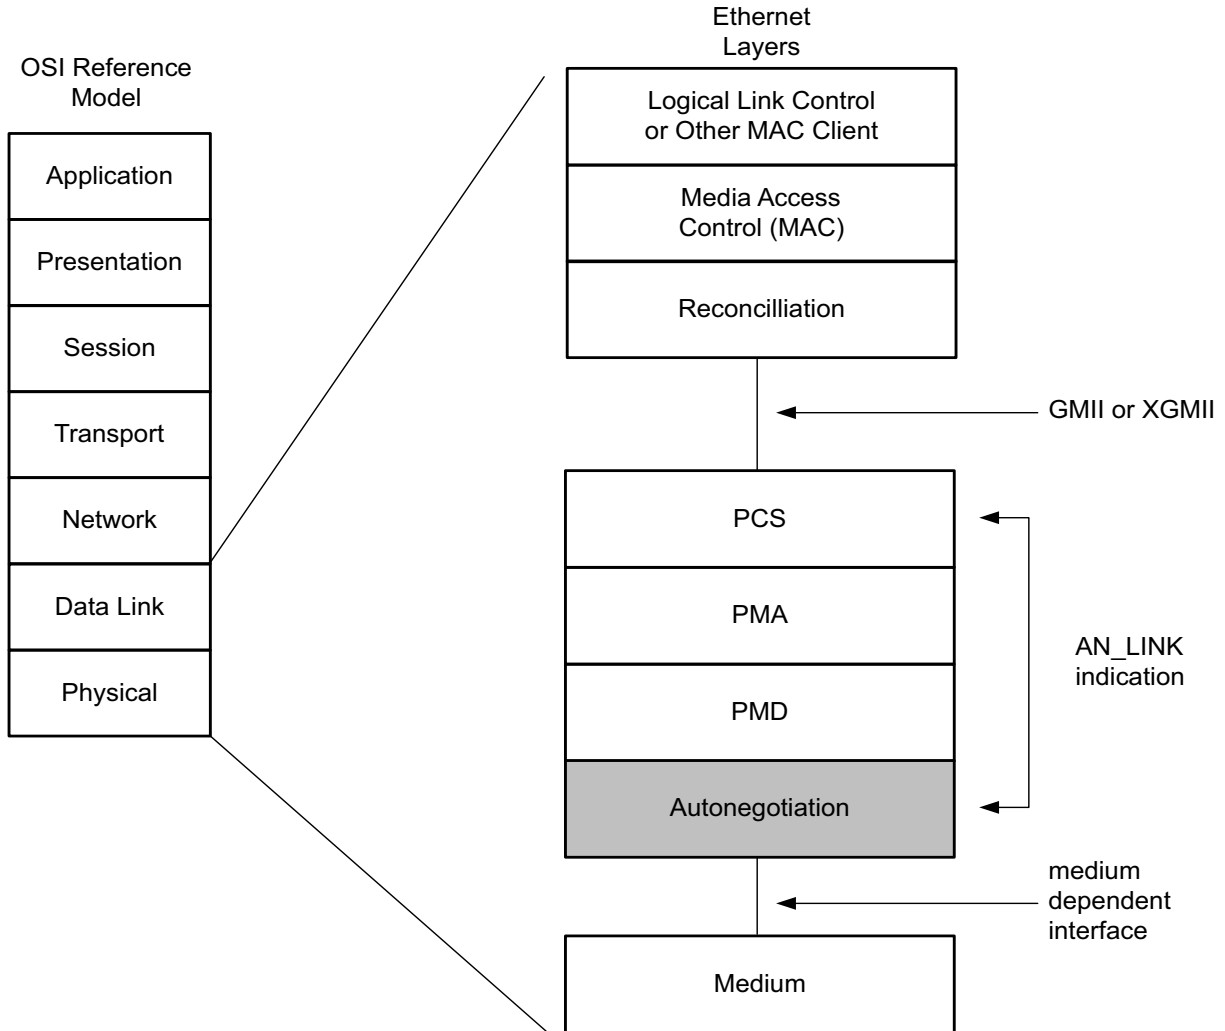 OSI Reference
Model
Application
Presentation
Session
Transport
Network
Data Link
Physical
Ethernet
Layers
Logical Link Control
or Other MAC Client
Media Access
Control (MAC)
Reconcilliation
GMII or XGMII
PCS
PMA
PMD
Autonegotiation
AN_LINK
indication
medium
dependent
interface
Medium